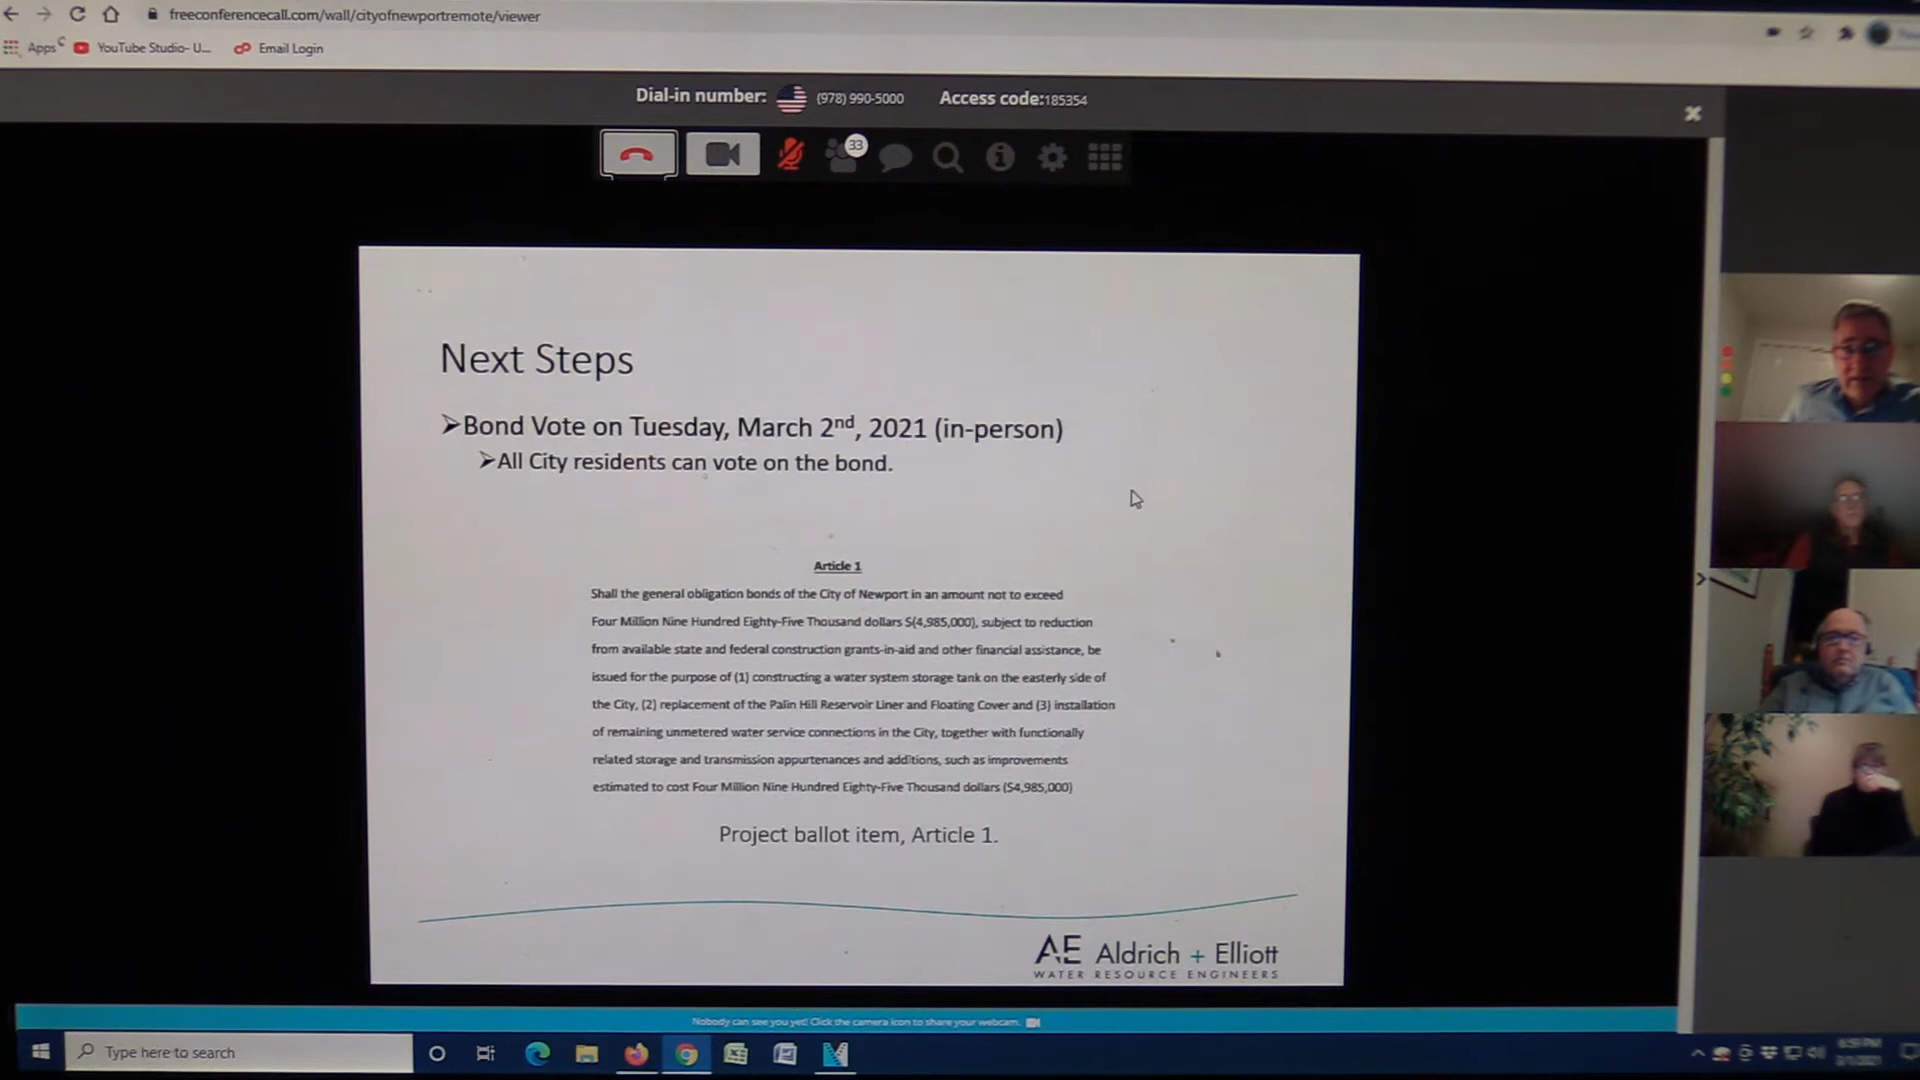 freeconferencecall.com/wall/cityofnewportremote/viewer
Apps
YouTube Studio- U...
Email Login
Dial-in number: (978) 990-5000 Access code:185354
33
Next Steps
➢Bond Vote on Tuesday, March 2nd, 2021 (in-person)
➢All City residents can vote on the bond.
Article 1
Shall the general obligation bonds of the City of Newport in an amount not to exceed
Four Million Nine Hundred Eighty-Five Thousand dollars $(4,985,000), subject to reduction
from available state and federal construction grants-in-aid and other financial assistance, be
issued for the purpose of (1) constructing a water system storage tank on the easterly side of
the City, (2) replacement of the Palin Hill Reservoir Liner and Floating Cover and (3) installation
of remaining unmetered water service connections in the City, together with functionally
related storage and transmission appurtenances and additions, such as improvements
estimated to cost Four Million Nine Hundred Eighty-Five Thousand dollars ($4,985,000)
Project ballot item, Article 1.
AE Aldrich + Elliott
WATER RESOURCE ENGINEERS
Nobody can see you yet! Click the camera icon to share your webcam.
Type here to search